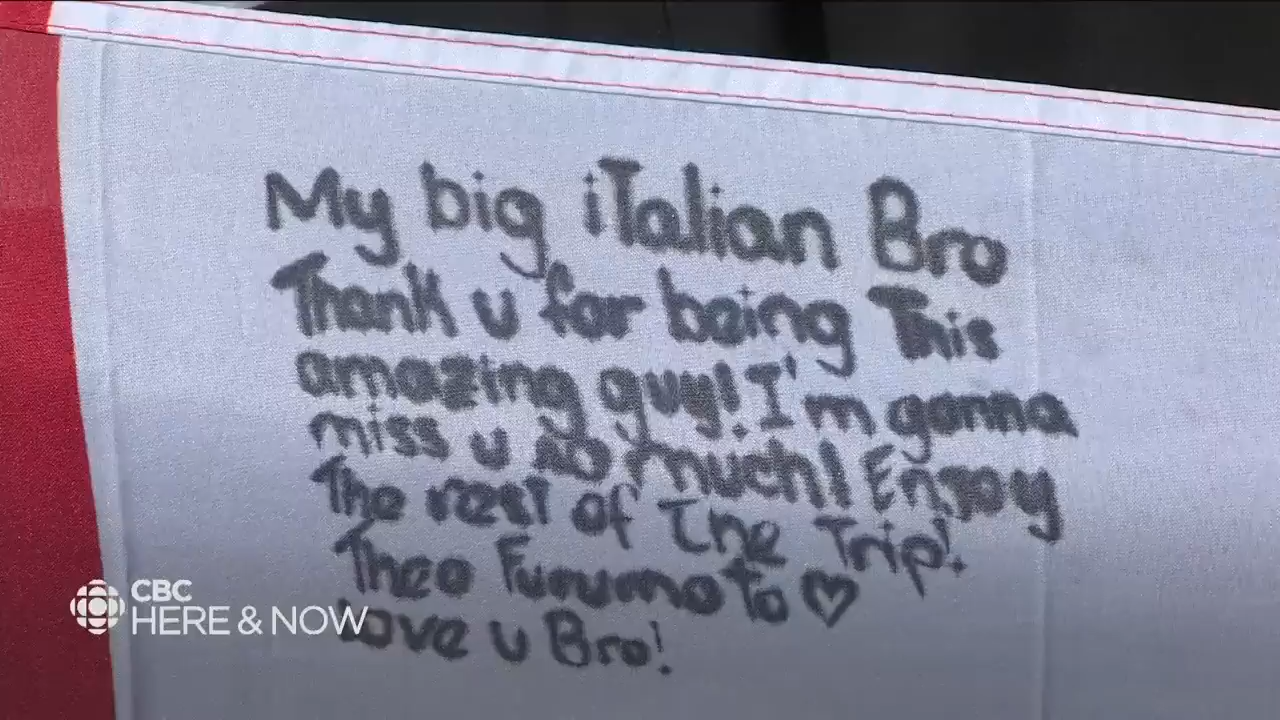 My big iTalian Bro
Thank u for being This
amazing guy! I'm gonna
miss u so much! Enjoy
The rest of The Trip!
Theo Furumoto ♡
Love u Bro!
CBC
HERE & NOW